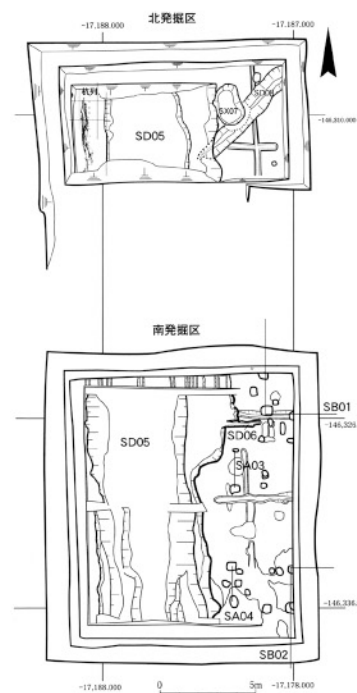 北発掘区
-17,188.000
-17,187.000
杭列
SD08
SX07
SD05
-146,310.000
南発掘区
SB01
-146,326
SD05
SD06
SA03
-146,336.
SA04
SB02
-17,188.000
0
5m
-17,178.000